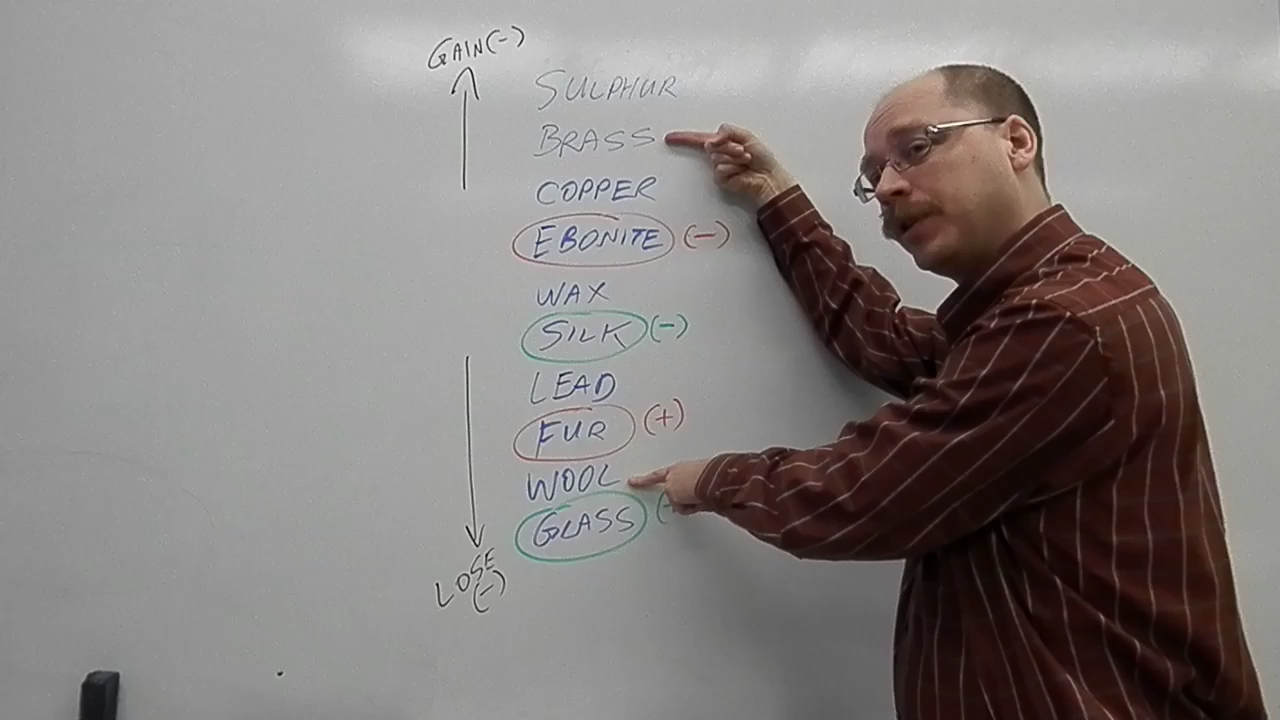 GAIN(-)
SULPHUR
BRASS
COPPER
EBONITE (-)
WAX
SILK (-)
LEAD
FUR (+)
WOOL
GLASS
LOSE
(-)